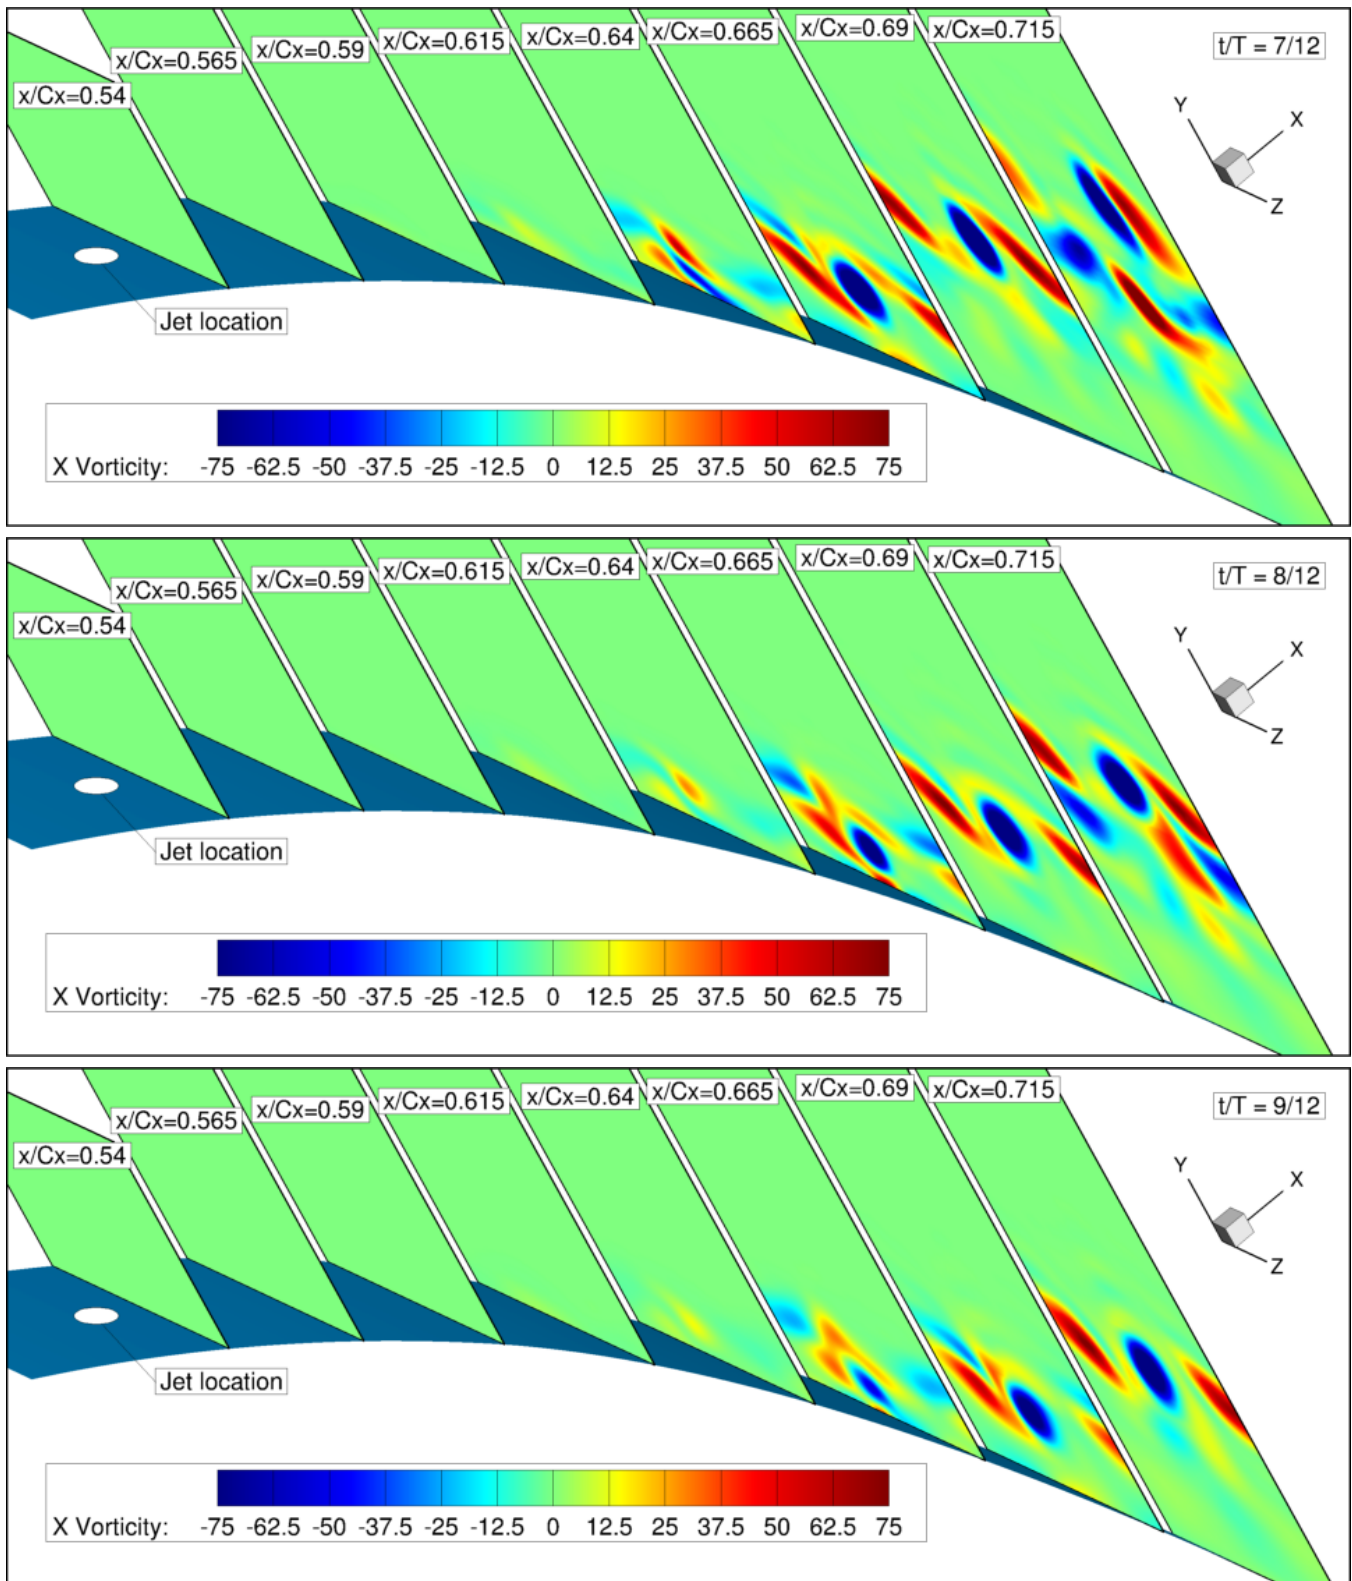 x/Cx=0.54
x/Cx=0.565
x/Cx=0.59
x/Cx=0.615
x/Cx=0.64
x/Cx=0.665
x/Cx=0.69
x/Cx=0.715
t/T = 7/12
Y
X
Z
Jet location
X Vorticity: -75 -62.5 -50 -37.5 -25 -12.5 0 12.5 25 37.5 50 62.5 75
x/Cx=0.54
x/Cx=0.565
x/Cx=0.59
x/Cx=0.615
x/Cx=0.64
x/Cx=0.665
x/Cx=0.69
x/Cx=0.715
t/T = 8/12
Y
X
Z
Jet location
X Vorticity: -75 -62.5 -50 -37.5 -25 -12.5 0 12.5 25 37.5 50 62.5 75
x/Cx=0.54
x/Cx=0.565
x/Cx=0.59
x/Cx=0.615
x/Cx=0.64
x/Cx=0.665
x/Cx=0.69
x/Cx=0.715
t/T = 9/12
Y
X
Z
Jet location
X Vorticity: -75 -62.5 -50 -37.5 -25 -12.5 0 12.5 25 37.5 50 62.5 75